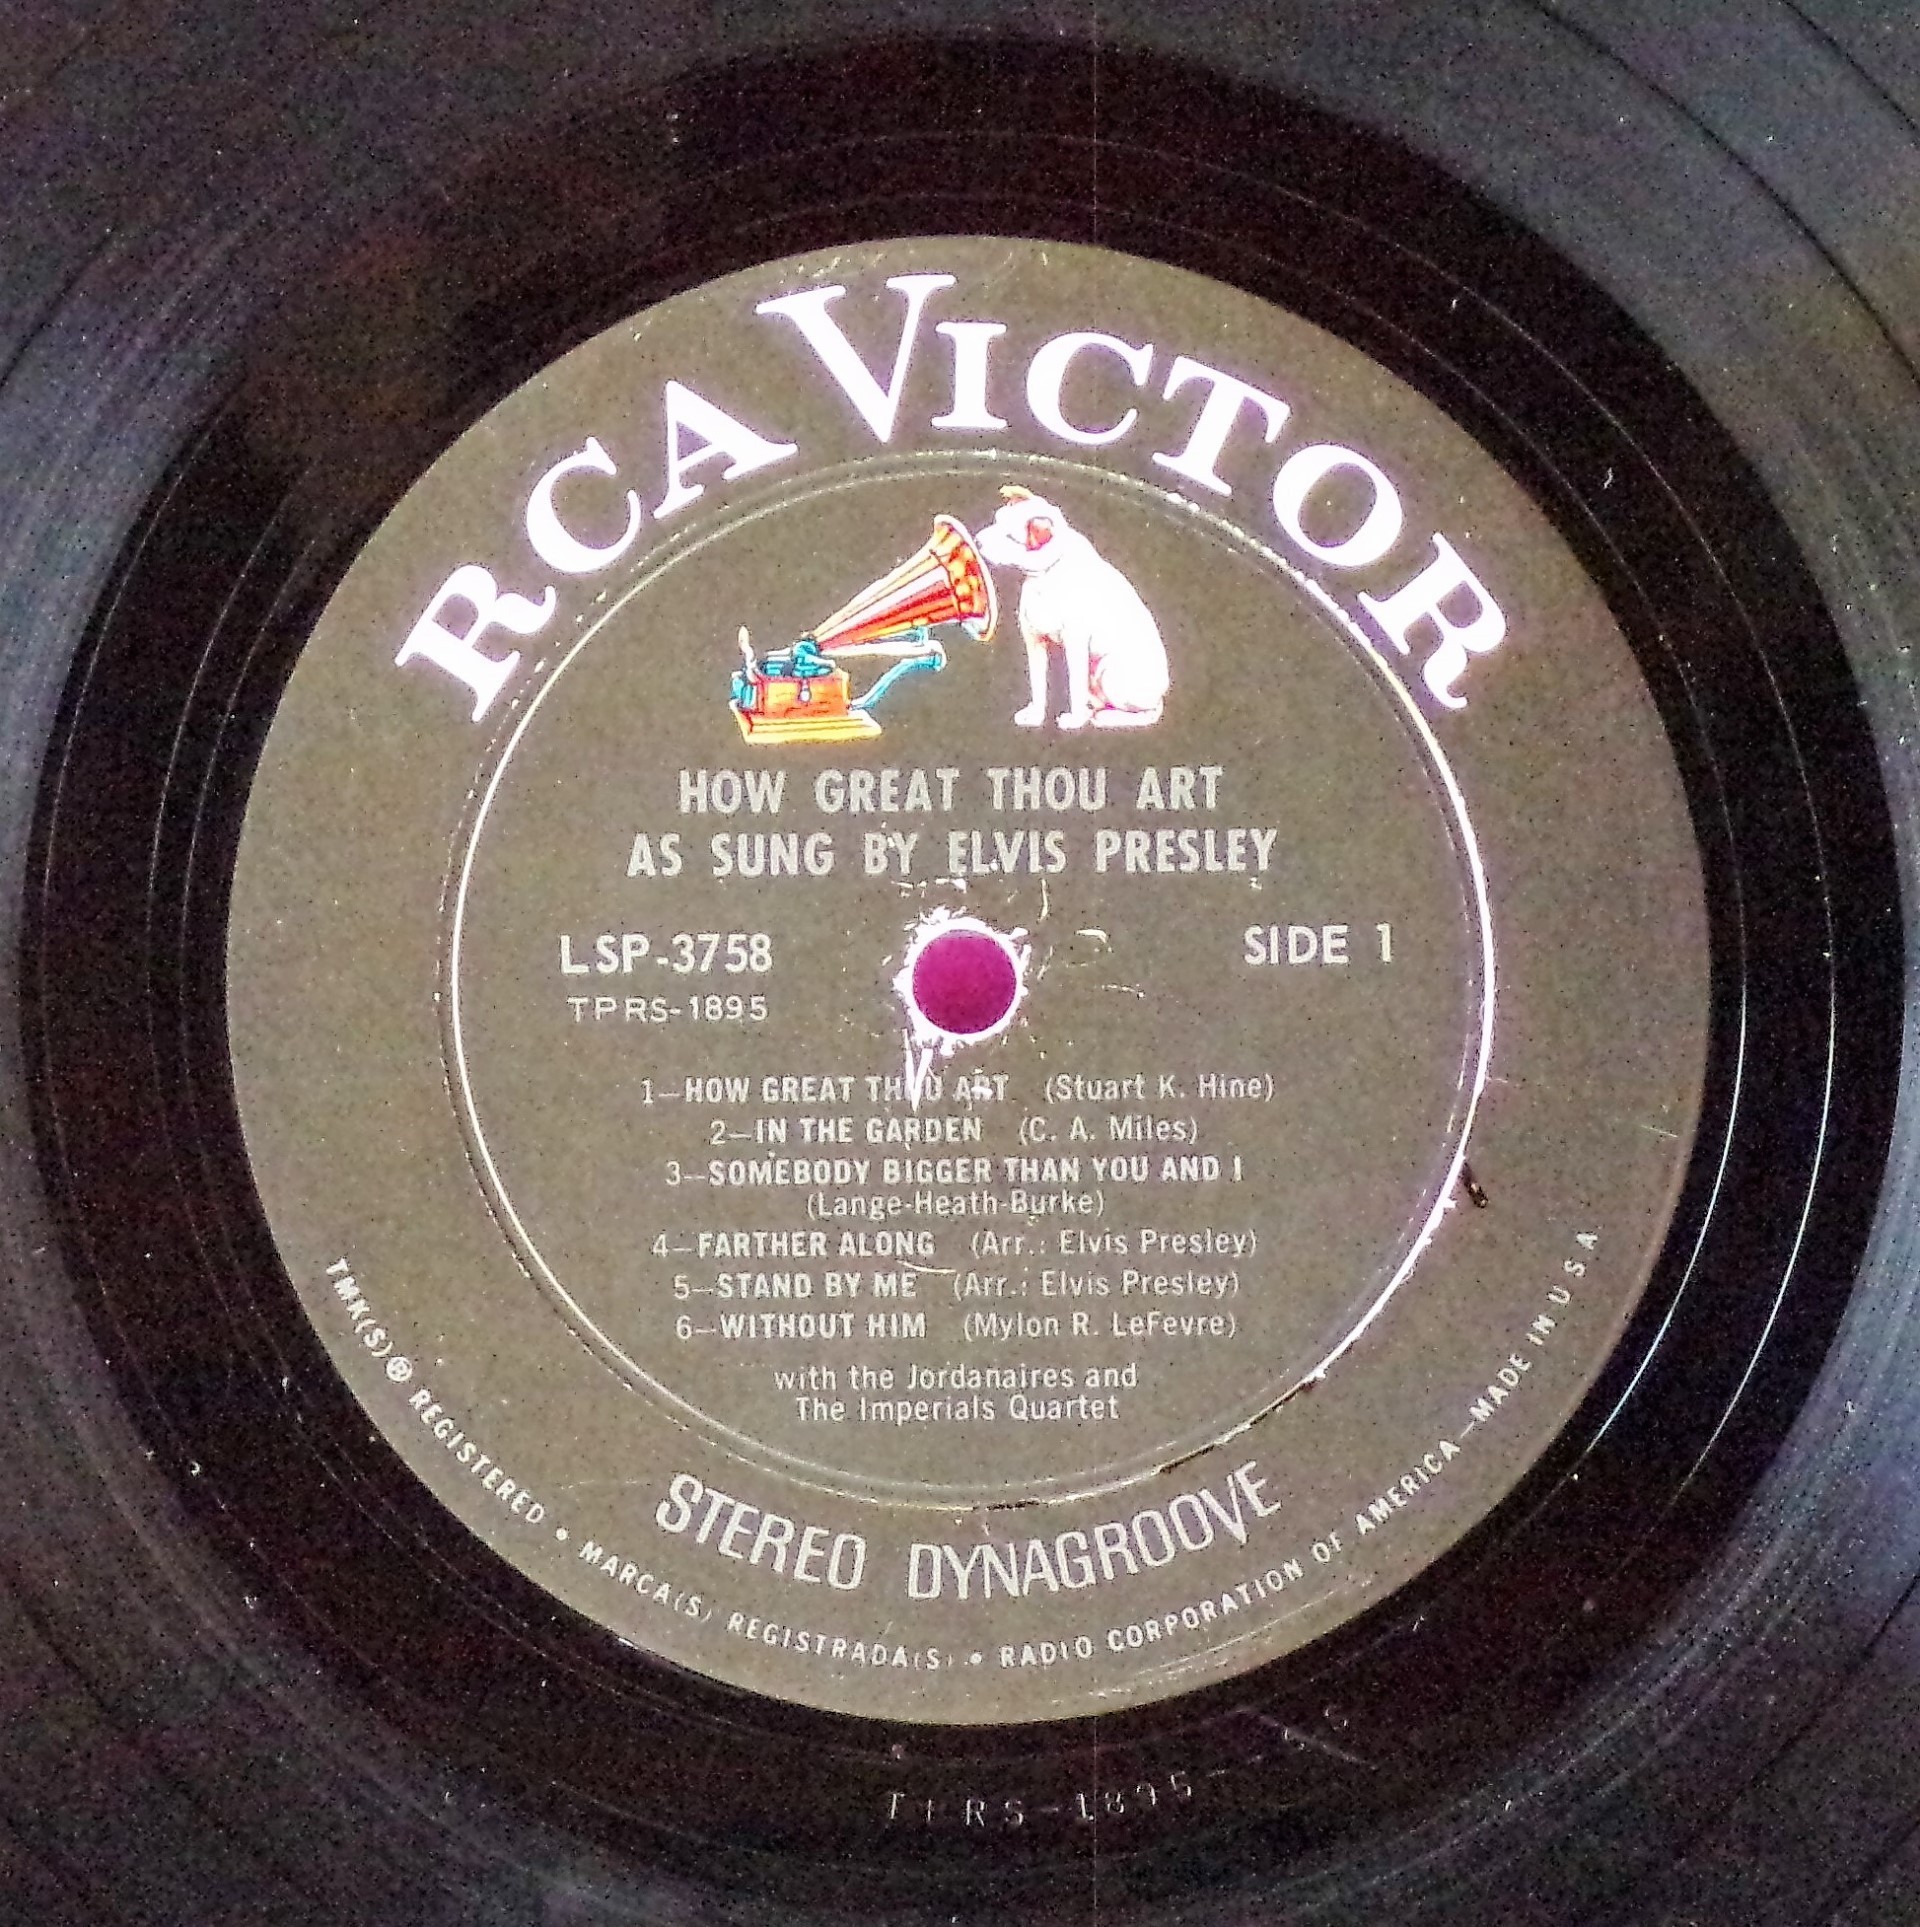 RCA VICTOR
HOW GREAT THOU ART
AS SUNG BY ELVIS PRESLEY
LSP-3758
SIDE 1
TPRS-1895
1—HOW GREAT THOU ART (Stuart K. Hine)
2—IN THE GARDEN (C. A. Miles)
3—SOMEBODY BIGGER THAN YOU AND I
(Lange-Heath-Burke)
4—FARTHER ALONG (Arr.: Elvis Presley)
5—STAND BY ME (Arr.: Elvis Presley)
6—WITHOUT HIM (Mylon R. LeFevre)
with the Jordanaires and
The Imperials Quartet
STEREO DYNAGROOVE
TMK(S) ® REGISTERED • MARCA(S) REGISTRADA(S) • RADIO CORPORATION OF AMERICA—MADE IN U S A
TPRS-1895